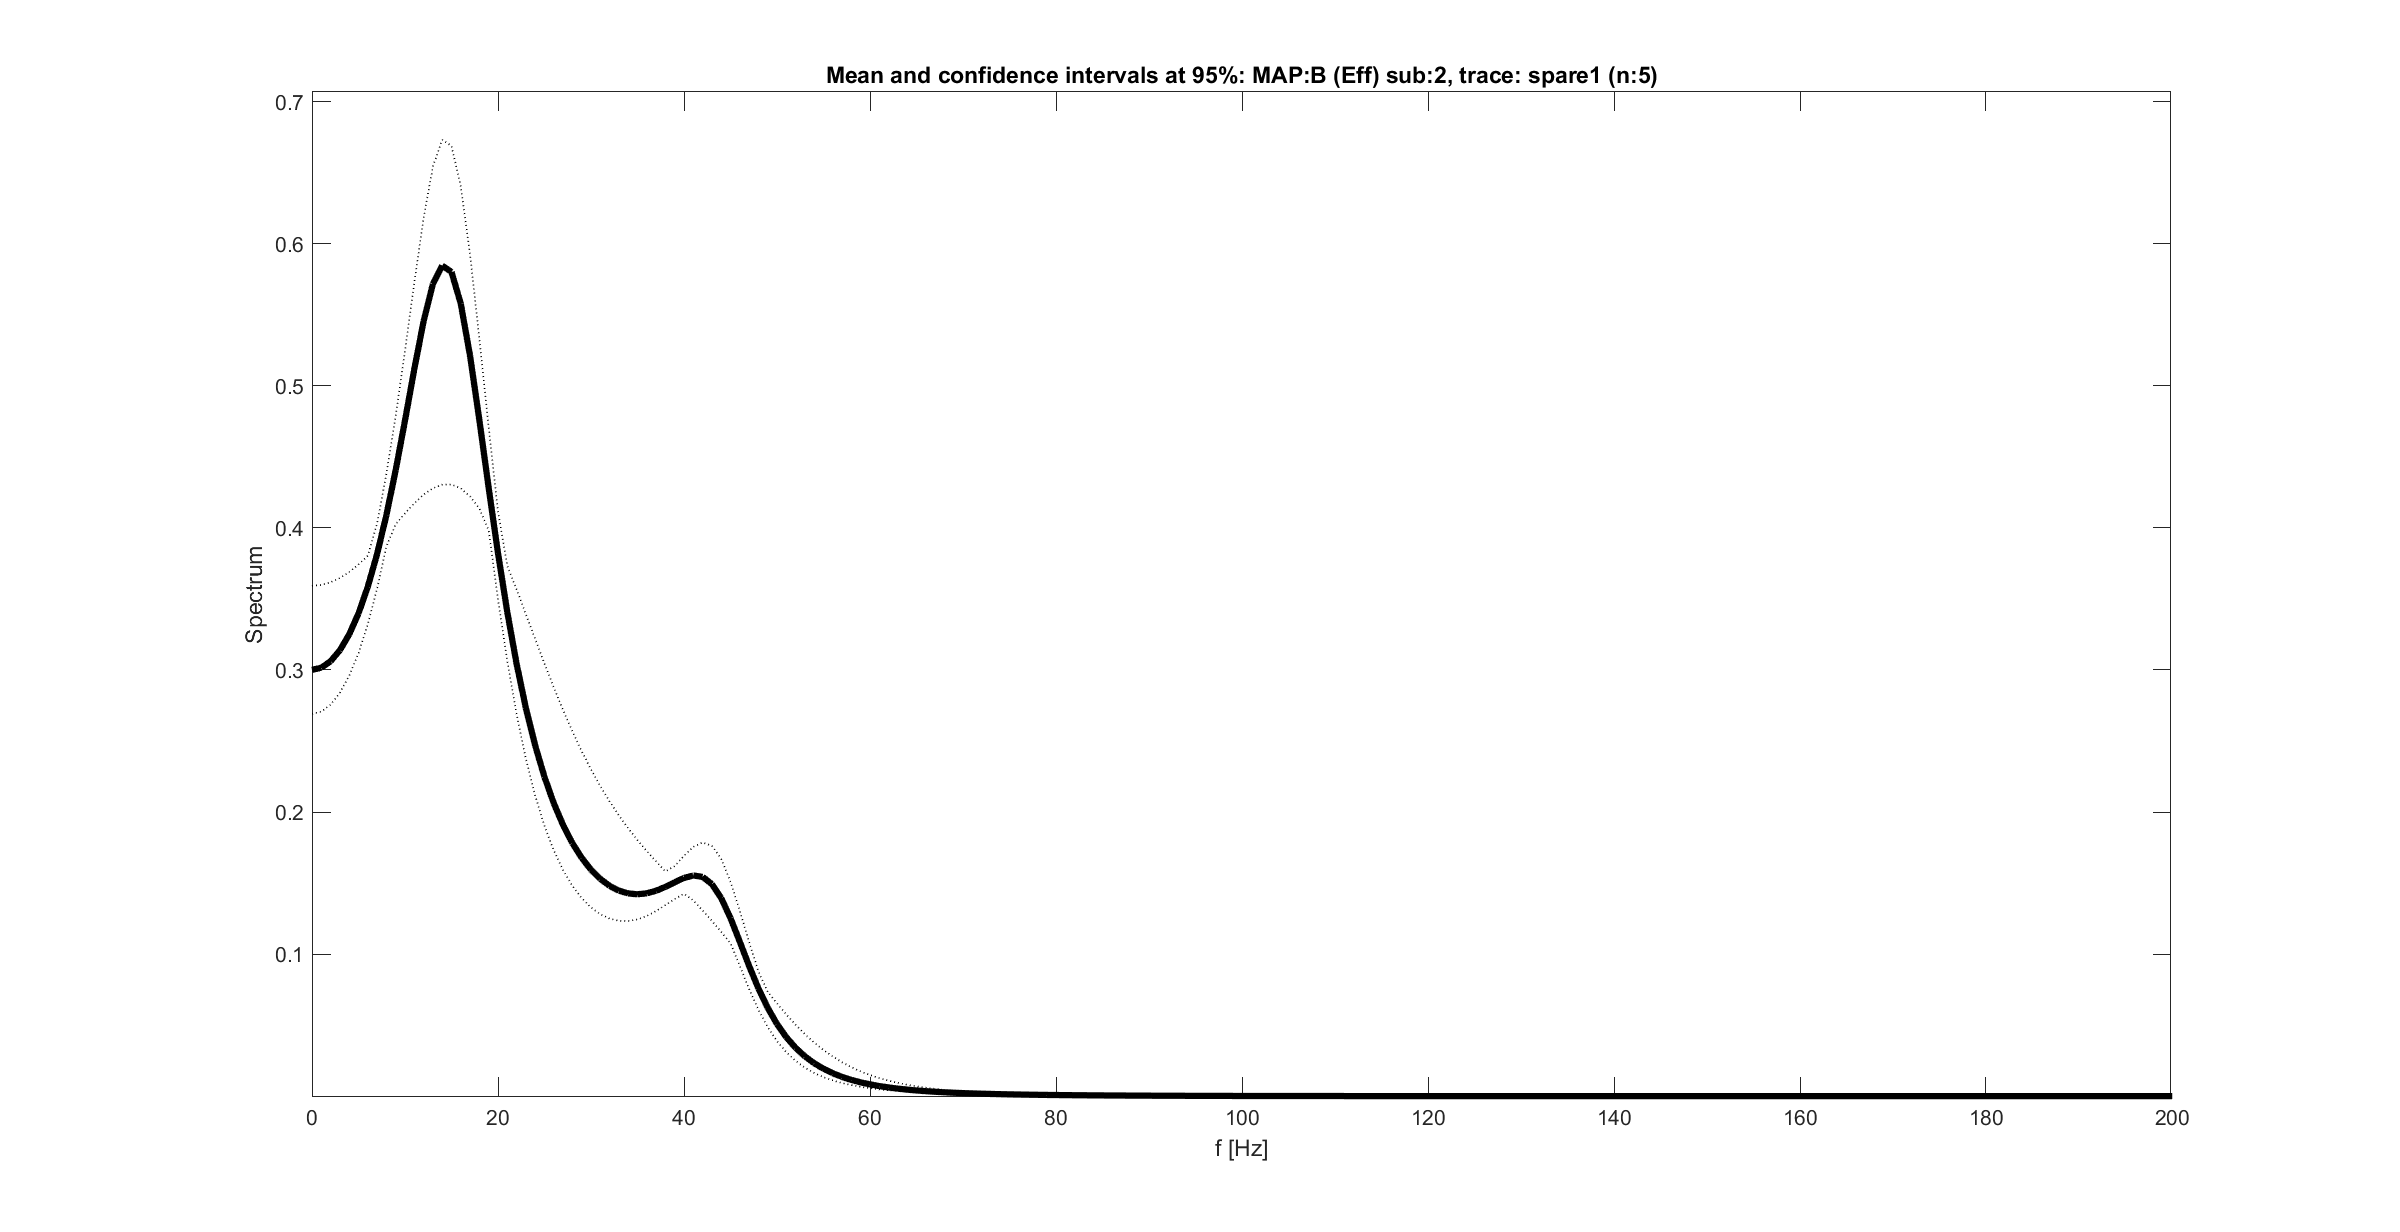 Mean and confidence intervals at 95%: MAP:B (Eff) sub:2, trace: spare1 (n:5)
0.7
0.6
0.5
0.4
0.3
0.2
0.1
Spectrum
0 20 40 60 80 100 120 140 160 180 200
f [Hz]